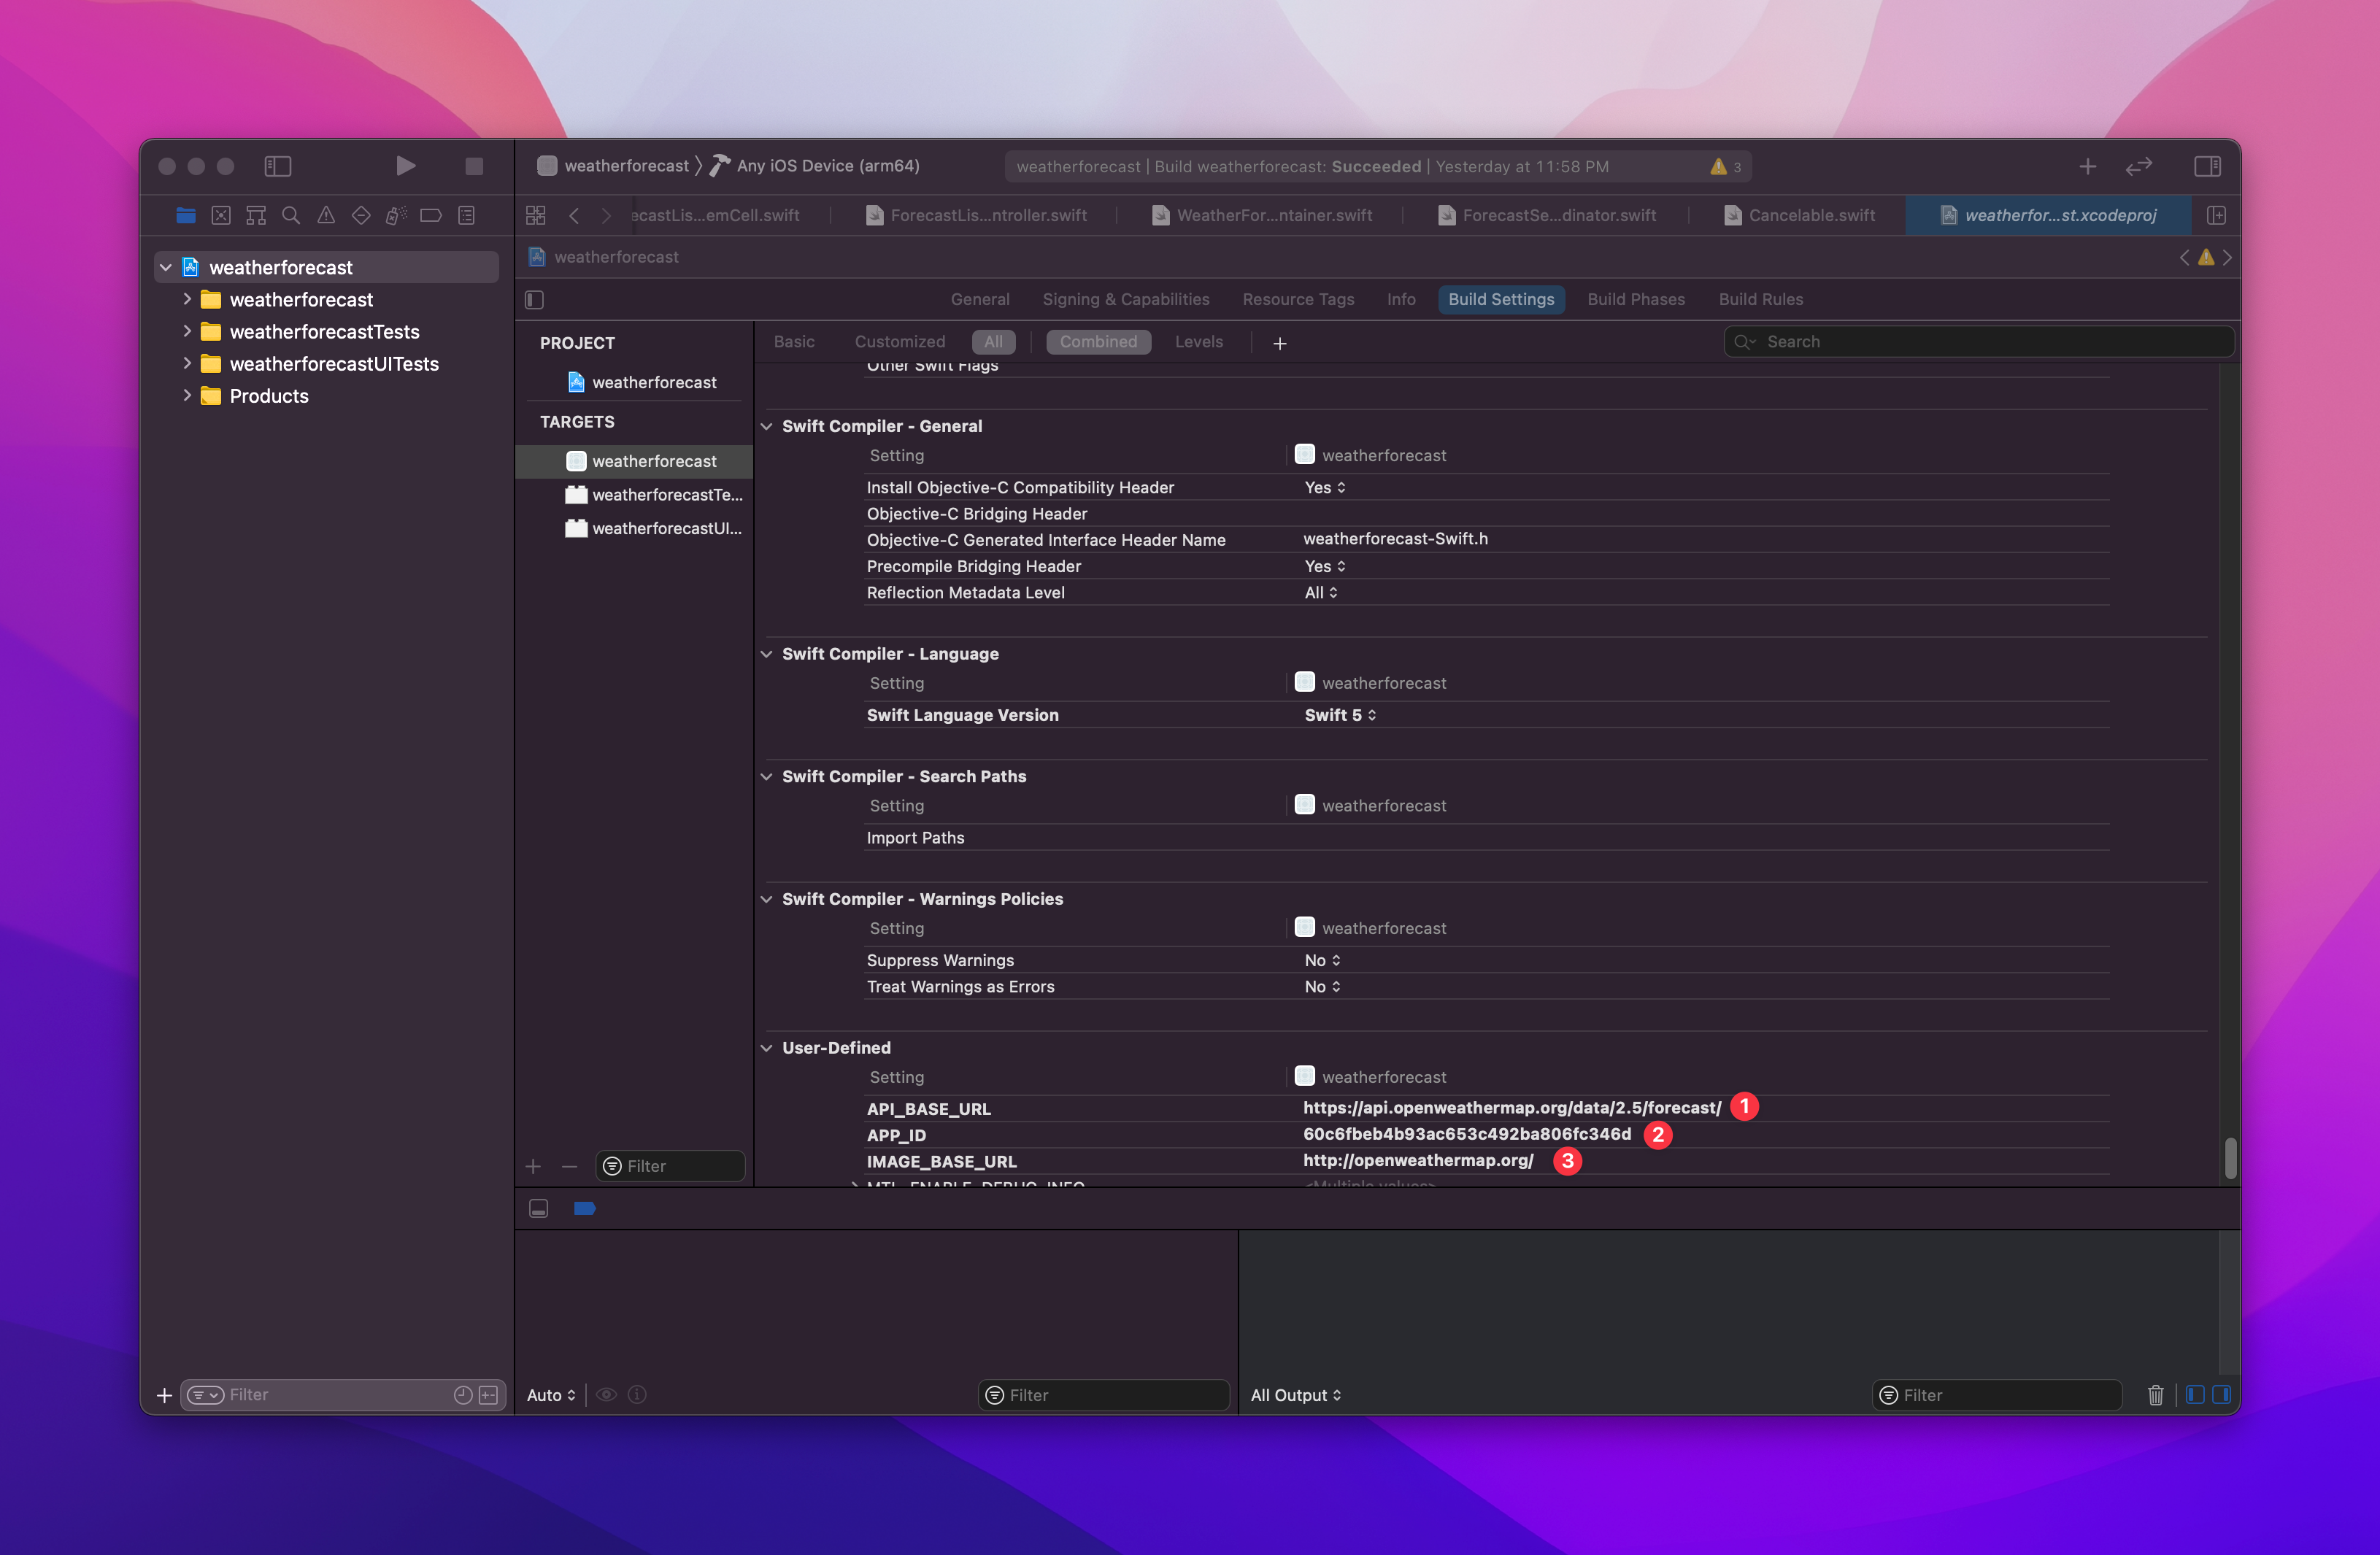 weatherforecast 〉 Any iOS Device (arm64)
weatherforecast | Build weatherforecast: Succeeded | Yesterday at 11:58 PM
3
ecastLis...emCell.swift
ForecastLis...ntroller.swift
WeatherFor...ntainer.swift
ForecastSe...dinator.swift
Cancelable.swift
weatherfor...st.xcodeproj
weatherforecast
weatherforecast
weatherforecast
weatherforecastTests
weatherforecastUITests
Products
General
Signing & Capabilities
Resource Tags
Info
Build Settings
Build Phases
Build Rules
PROJECT
weatherforecast
TARGETS
weatherforecast
weatherforecastTe...
weatherforecastUI...
Basic
Customized
All
Combined
Levels
Search
Other Swift Flags
Swift Compiler - General
Setting
weatherforecast
Install Objective-C Compatibility Header
Yes
Objective-C Bridging Header
Objective-C Generated Interface Header Name
weatherforecast-Swift.h
Precompile Bridging Header
Yes
Reflection Metadata Level
All
Swift Compiler - Language
Setting
weatherforecast
Swift Language Version
Swift 5
Swift Compiler - Search Paths
Setting
weatherforecast
Import Paths
Swift Compiler - Warnings Policies
Setting
weatherforecast
Suppress Warnings
No
Treat Warnings as Errors
No
User-Defined
Setting
weatherforecast
API_BASE_URL
https://api.openweathermap.org/data/2.5/forecast/
1
APP_ID
60c6fbeb4b93ac653c492ba806fc346d
2
IMAGE_BASE_URL
http://openweathermap.org/
3
MTL_ENABLE_DEBUG_INFO
<Multiple values>
Filter
Filter
Auto
Filter
All Output
Filter